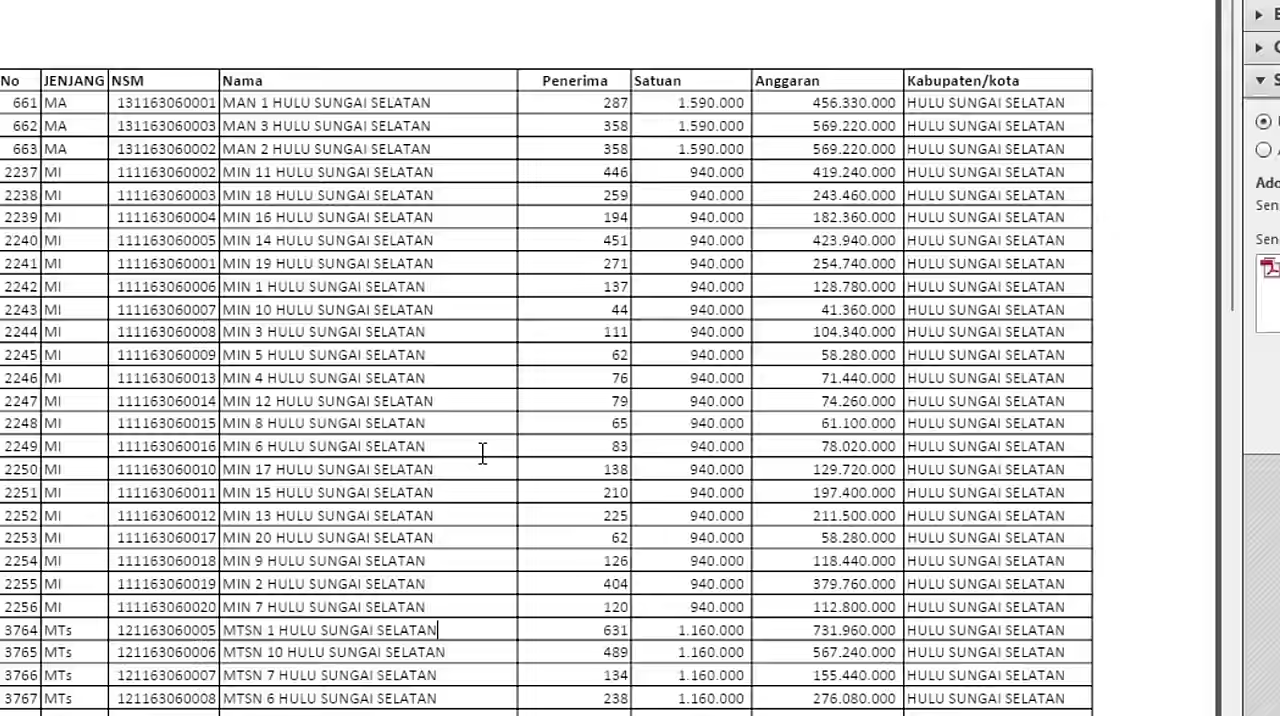 No JENJANG NSM Nama Penerima Satuan Anggaran Kabupaten/kota
661 MA 131163060001 MAN 1 HULU SUNGAI SELATAN 287 1.590.000 456.330.000 HULU SUNGAI SELATAN
662 MA 131163060003 MAN 3 HULU SUNGAI SELATAN 358 1.590.000 569.220.000 HULU SUNGAI SELATAN
663 MA 131163060002 MAN 2 HULU SUNGAI SELATAN 358 1.590.000 569.220.000 HULU SUNGAI SELATAN
2237 MI 111163060002 MIN 11 HULU SUNGAI SELATAN 446 940.000 419.240.000 HULU SUNGAI SELATAN
2238 MI 111163060003 MIN 18 HULU SUNGAI SELATAN 259 940.000 243.460.000 HULU SUNGAI SELATAN
2239 MI 111163060004 MIN 16 HULU SUNGAI SELATAN 194 940.000 182.360.000 HULU SUNGAI SELATAN
2240 MI 111163060005 MIN 14 HULU SUNGAI SELATAN 451 940.000 423.940.000 HULU SUNGAI SELATAN
2241 MI 111163060001 MIN 19 HULU SUNGAI SELATAN 271 940.000 254.740.000 HULU SUNGAI SELATAN
2242 MI 111163060006 MIN 1 HULU SUNGAI SELATAN 137 940.000 128.780.000 HULU SUNGAI SELATAN
2243 MI 111163060007 MIN 10 HULU SUNGAI SELATAN 44 940.000 41.360.000 HULU SUNGAI SELATAN
2244 MI 111163060008 MIN 3 HULU SUNGAI SELATAN 111 940.000 104.340.000 HULU SUNGAI SELATAN
2245 MI 111163060009 MIN 5 HULU SUNGAI SELATAN 62 940.000 58.280.000 HULU SUNGAI SELATAN
2246 MI 111163060013 MIN 4 HULU SUNGAI SELATAN 76 940.000 71.440.000 HULU SUNGAI SELATAN
2247 MI 111163060014 MIN 12 HULU SUNGAI SELATAN 79 940.000 74.260.000 HULU SUNGAI SELATAN
2248 MI 111163060015 MIN 8 HULU SUNGAI SELATAN 65 940.000 61.100.000 HULU SUNGAI SELATAN
2249 MI 111163060016 MIN 6 HULU SUNGAI SELATAN 83 940.000 78.020.000 HULU SUNGAI SELATAN
2250 MI 111163060010 MIN 17 HULU SUNGAI SELATAN 138 940.000 129.720.000 HULU SUNGAI SELATAN
2251 MI 111163060011 MIN 15 HULU SUNGAI SELATAN 210 940.000 197.400.000 HULU SUNGAI SELATAN
2252 MI 111163060012 MIN 13 HULU SUNGAI SELATAN 225 940.000 211.500.000 HULU SUNGAI SELATAN
2253 MI 111163060017 MIN 20 HULU SUNGAI SELATAN 62 940.000 58.280.000 HULU SUNGAI SELATAN
2254 MI 111163060018 MIN 9 HULU SUNGAI SELATAN 126 940.000 118.440.000 HULU SUNGAI SELATAN
2255 MI 111163060019 MIN 2 HULU SUNGAI SELATAN 404 940.000 379.760.000 HULU SUNGAI SELATAN
2256 MI 111163060020 MIN 7 HULU SUNGAI SELATAN 120 940.000 112.800.000 HULU SUNGAI SELATAN
3764 MTs 121163060005 MTSN 1 HULU SUNGAI SELATAN 631 1.160.000 731.960.000 HULU SUNGAI SELATAN
3765 MTs 121163060006 MTSN 10 HULU SUNGAI SELATAN 489 1.160.000 567.240.000 HULU SUNGAI SELATAN
3766 MTs 121163060007 MTSN 7 HULU SUNGAI SELATAN 134 1.160.000 155.440.000 HULU SUNGAI SELATAN
3767 MTs 121163060008 MTSN 6 HULU SUNGAI SELATAN 238 1.160.000 276.080.000 HULU SUNGAI SELATAN